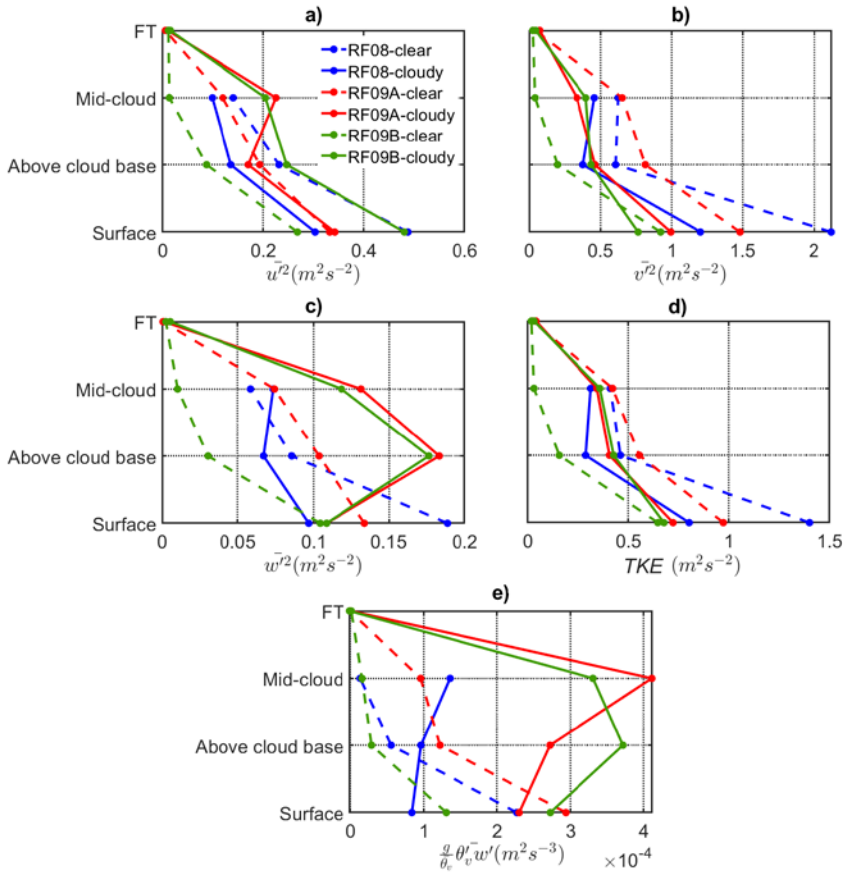 a)
FT
Mid-cloud
Above cloud base
Surface
0
0.2
0.4
0.6
u'² (m²s⁻²)
RF08-clear
RF08-cloudy
RF09A-clear
RF09A-cloudy
RF09B-clear
RF09B-cloudy
b)
0
0.5
1
1.5
2
v'² (m²s⁻²)
c)
FT
Mid-cloud
Above cloud base
Surface
0
0.05
0.1
0.15
0.2
w'² (m²s⁻²)
d)
0
0.5
1
1.5
TKE (m²s⁻²)
e)
FT
Mid-cloud
Above cloud base
Surface
0
1
2
3
4
g/θᵥ θ'ᵥw' (m²s⁻³)
×10⁻⁴